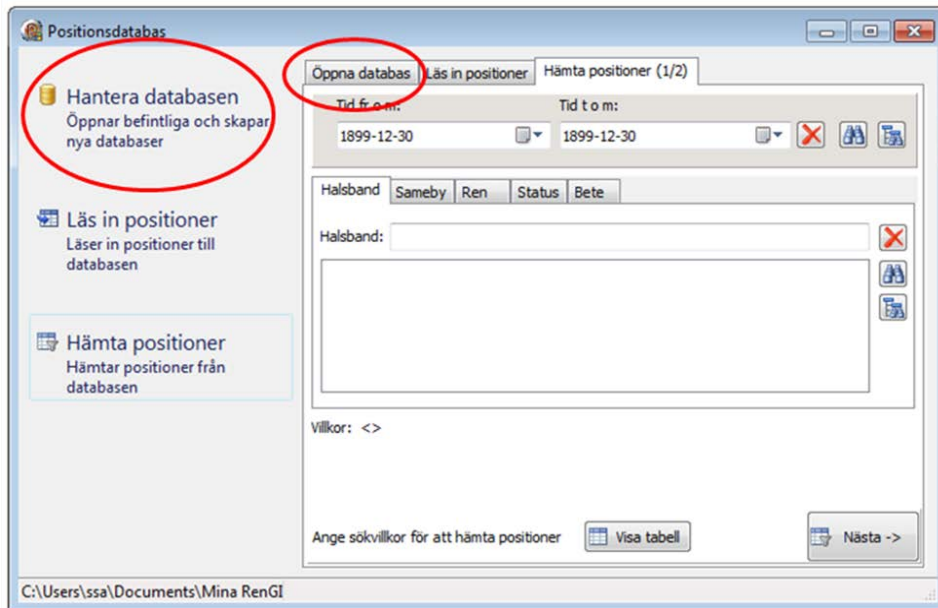 Positionsdatabas
Hantera databasen
Öppnar befintliga och skapar
nya databaser
Läs in positioner
Läser in positioner till
databasen
Hämta positioner
Hämtar positioner från
databasen
Öppna databas Läs in positioner Hämta positioner (1/2)
Tid fr o m: Tid t o m:
1899-12-30 1899-12-30
Halsband Sameby Ren Status Bete
Halsband:
Villkor: <>
Ange sökvillkor för att hämta positioner Visa tabell Nästa ->
C:\Users\ssa\Documents\Mina RenGI